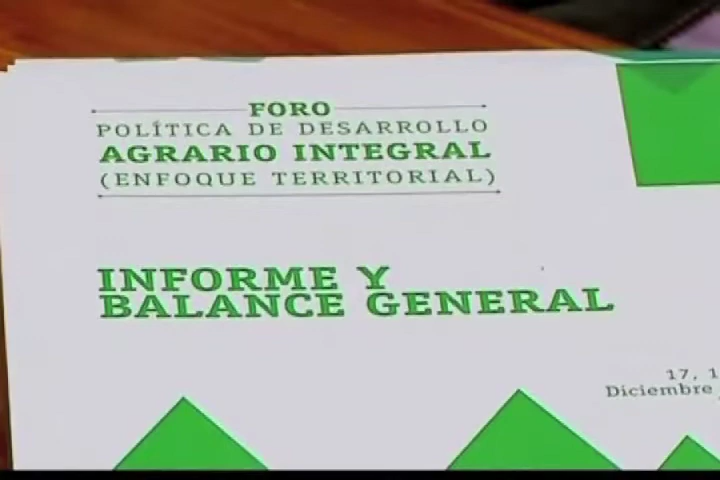 FORO
POLÍTICA DE DESARROLLO
AGRARIO INTEGRAL
(ENFOQUE TERRITORIAL)
INFORME Y
BALANCE GENERAL
17,
Diciembre